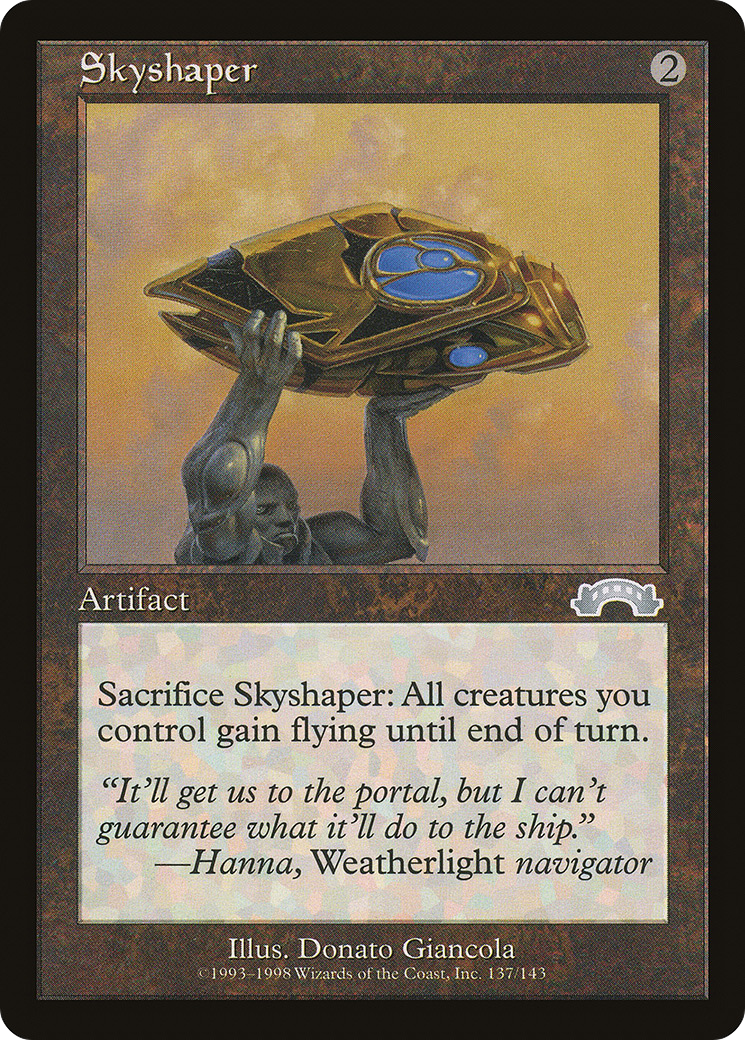 Skyshaper 2
Artifact
Sacrifice Skyshaper: All creatures you
control gain flying until end of turn.
“It’ll get us to the portal, but I can’t
guarantee what it’ll do to the ship.”
—Hanna, Weatherlight navigator
Illus. Donato Giancola
©1993–1998 Wizards of the Coast, Inc. 137/143